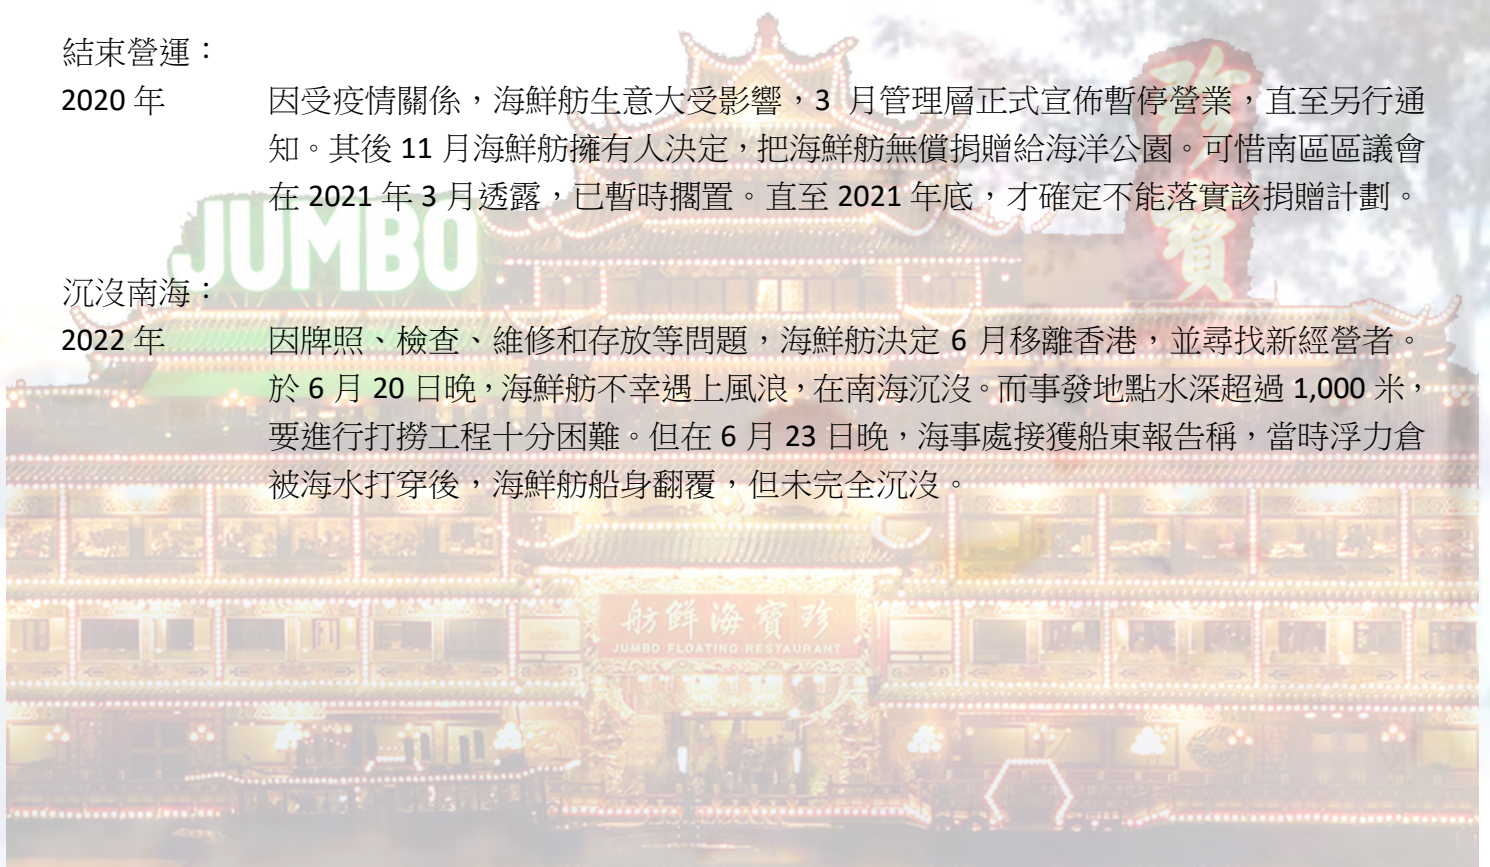 結束營運：
2020 年 因受疫情關係，海鮮舫生意大受影響，3 月管理層正式宣佈暫停營業，直至另行通
知。其後 11 月海鮮舫擁有人決定，把海鮮舫無償捐贈給海洋公園。可惜南區區議會
在 2021 年 3 月透露，已暫時擱置。直至 2021 年底，才確定不能落實該捐贈計劃。
JUMBO
珍寶
沉沒南海：
2022 年 因牌照、檢查、維修和存放等問題，海鮮舫決定 6 月移離香港，並尋找新經營者。
於 6 月 20 日晚，海鮮舫不幸遇上風浪，在南海沉沒。而事發地點水深超過 1,000 米，
要進行打撈工程十分困難。但在 6 月 23 日晚，海事處接獲船東報告稱，當時浮力倉
被海水打穿後，海鮮舫船身翻覆，但未完全沉沒。
舫鮮海寶珍
JUMBO FLOATING RESTAURANT